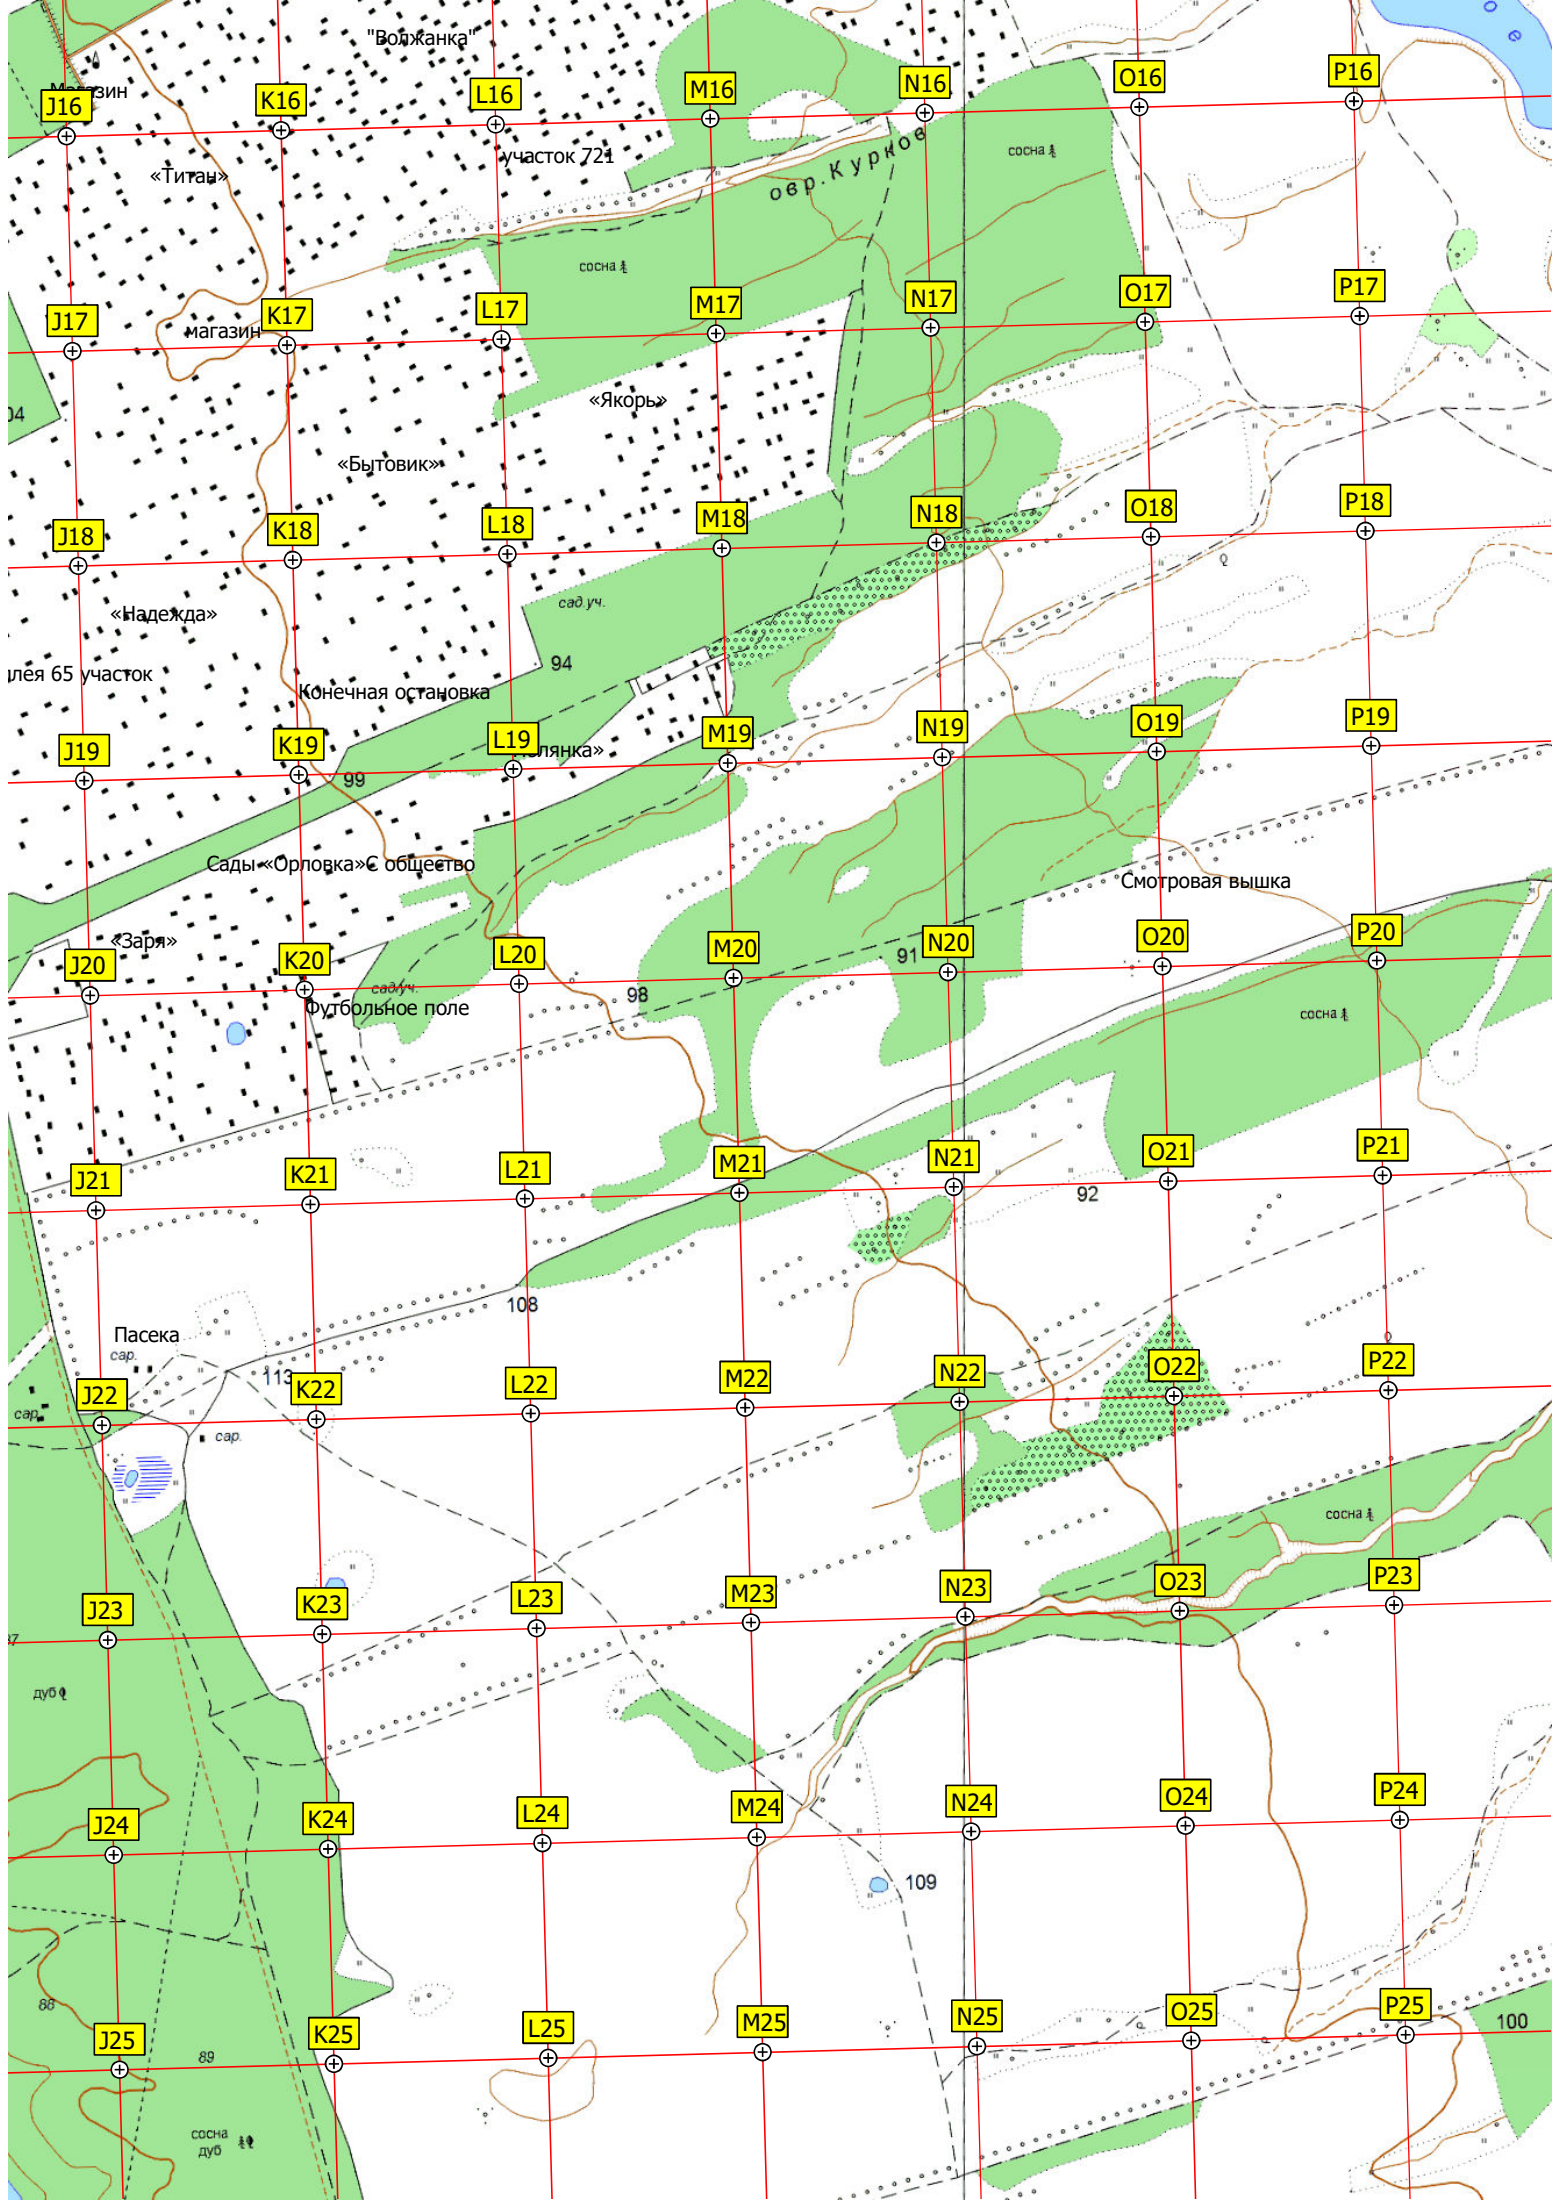 "Волжанка"
Магазин
J16
K16
L16
M16
N16
O16
P16
участок 721
овр. Курков
сосна
«Титан»
сосна
J17
магазин
K17
L17
M17
N17
O17
P17
«Якорь»
«Бытовик»
J18
K18
L18
M18
N18
O18
P18
сад.уч.
«Надежда»
94
65 участок
Конечная остановка
J19
K19
L19
M19
N19
O19
P19
99
Сады «Орловка»С общество
Смотровая вышка
«Заря»
J20
K20
L20
M20
91
N20
O20
P20
сад.уч.
98
Футбольное поле
сосна
J21
K21
L21
M21
N21
O21
P21
92
108
Пасека
сар.
113
J22
K22
L22
M22
N22
O22
P22
сар.
сар.
сосна
J23
K23
L23
M23
N23
O23
P23
дуб
J24
K24
L24
M24
N24
O24
P24
109
88
J25
K25
L25
M25
N25
O25
P25
100
89
сосна
дуб